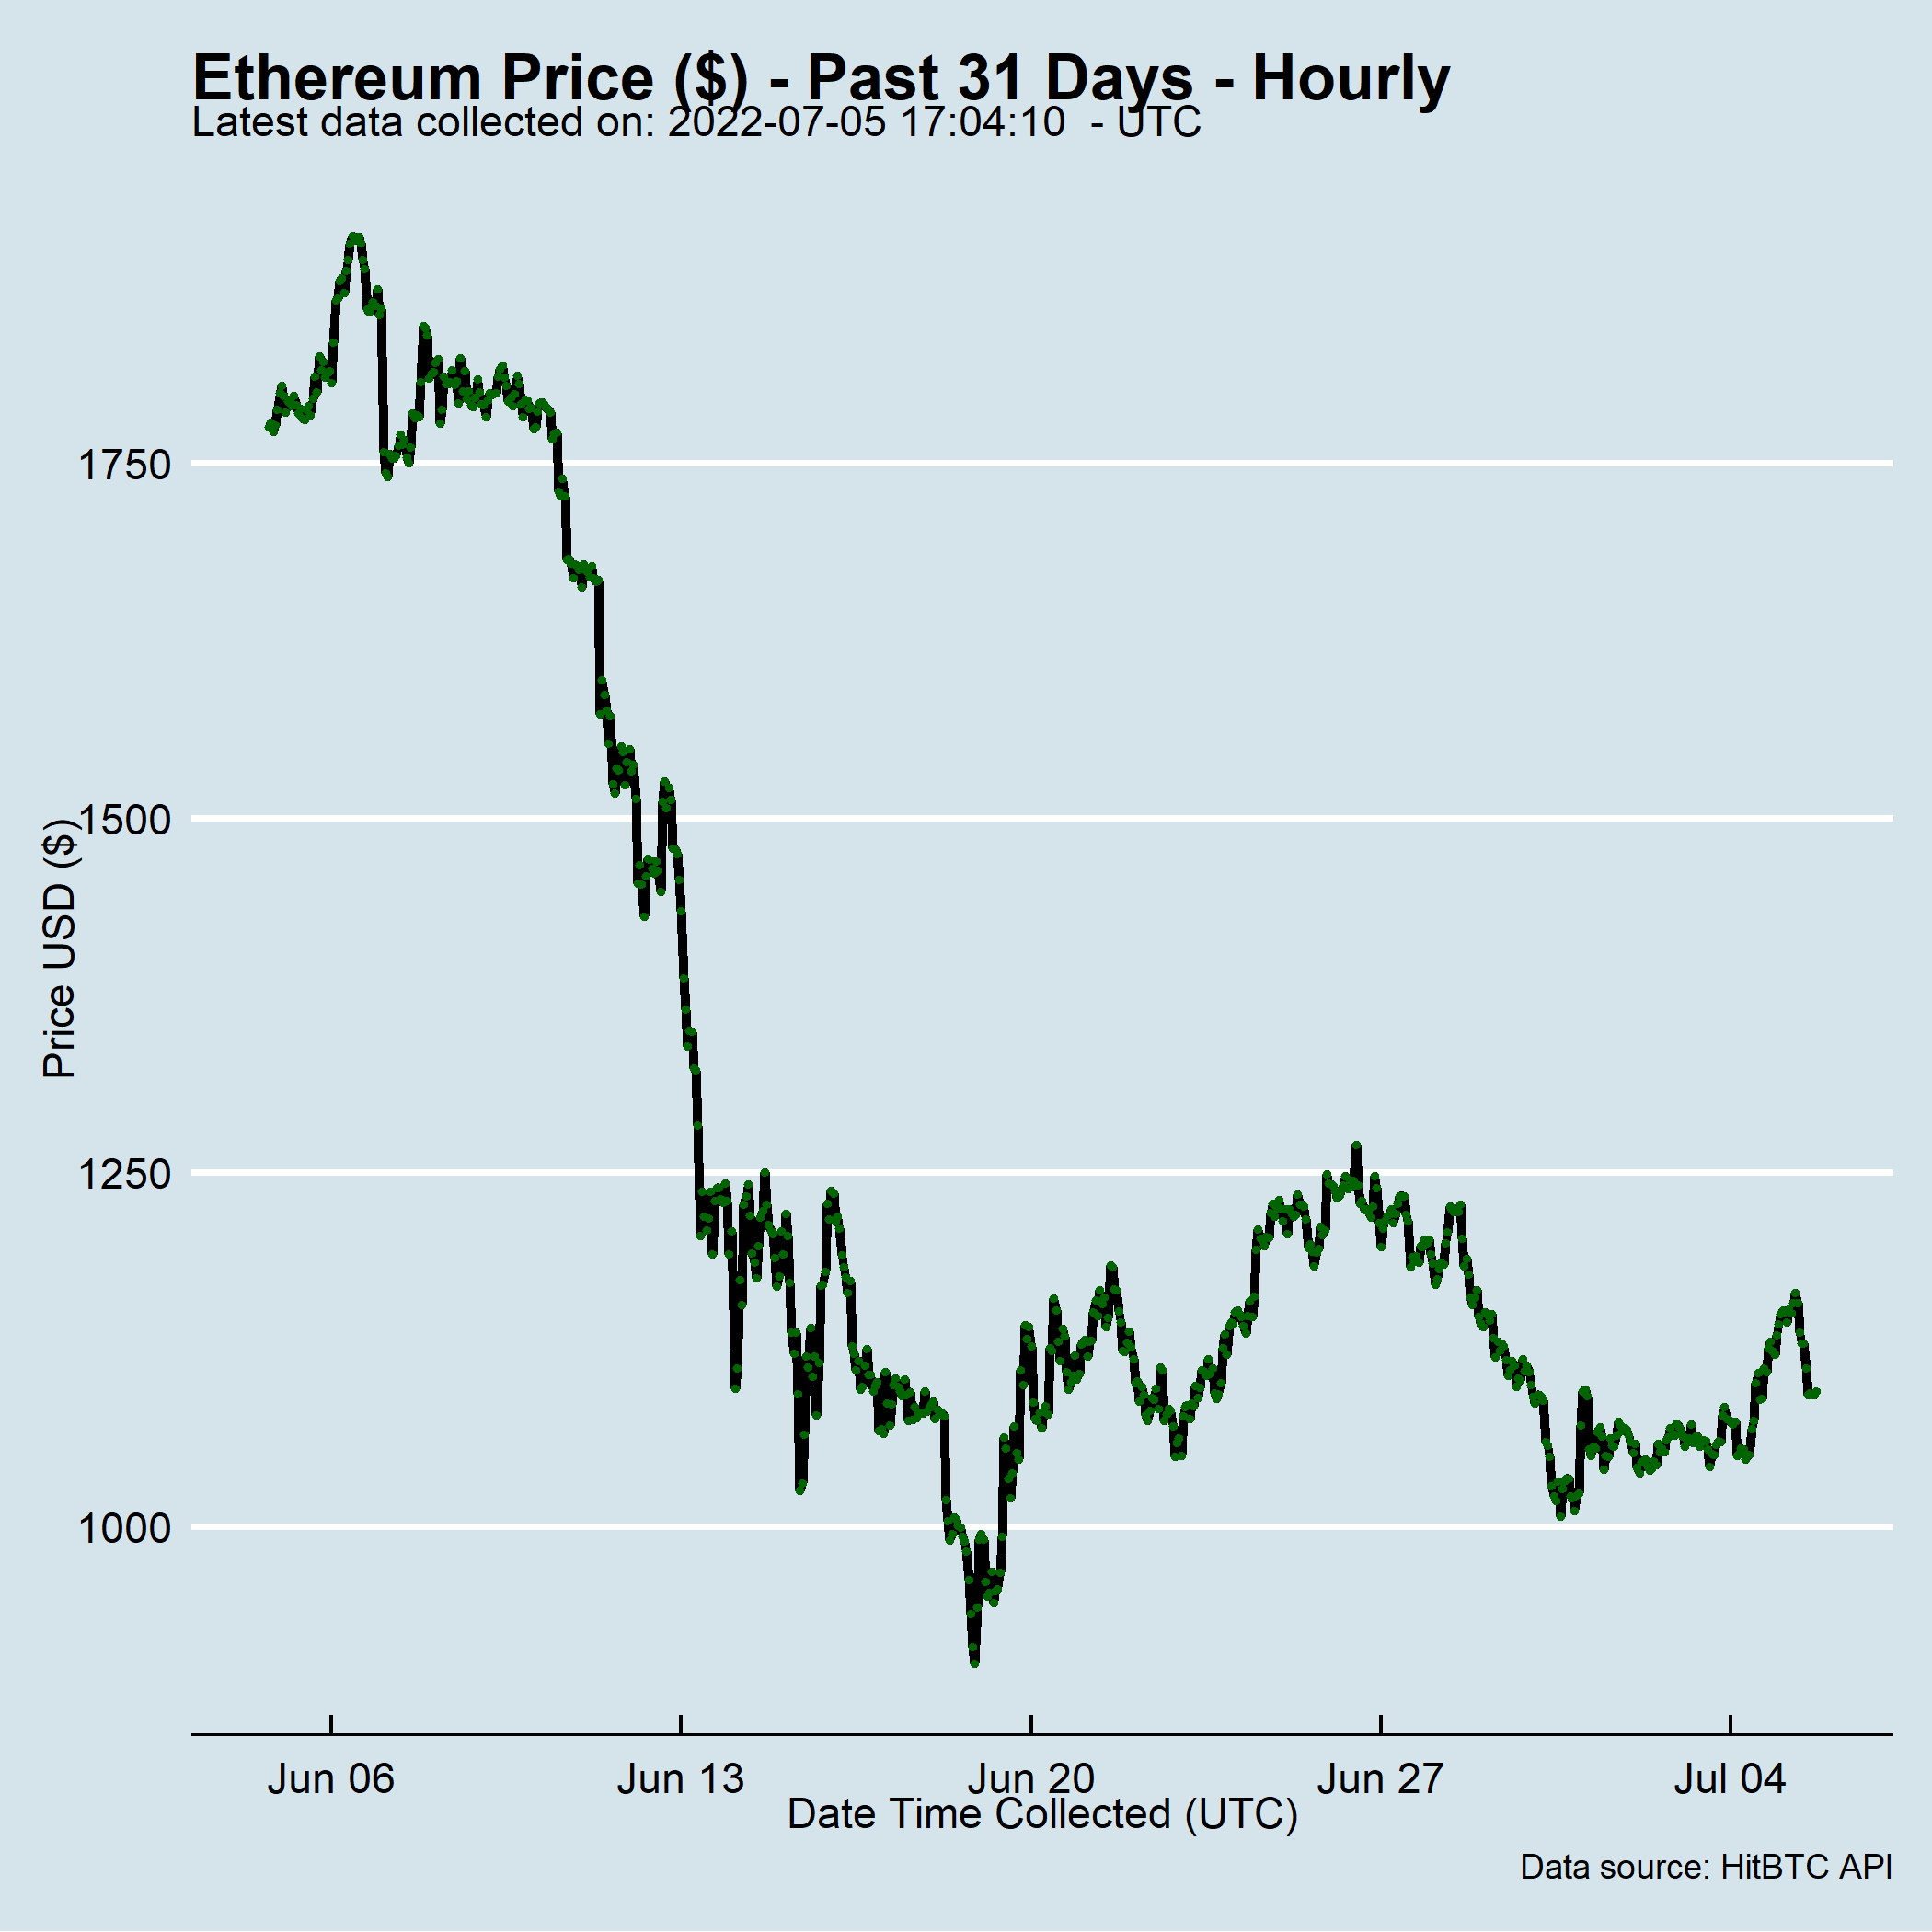 Ethereum Price ($) - Past 31 Days - Hourly
Latest data collected on: 2022-07-05 17:04:10  - UTC
1750
1500
1250
1000
Price USD ($)
Jun 06
Jun 13
Jun 20
Jun 27
Jul 04
Date Time Collected (UTC)
Data source: HitBTC API